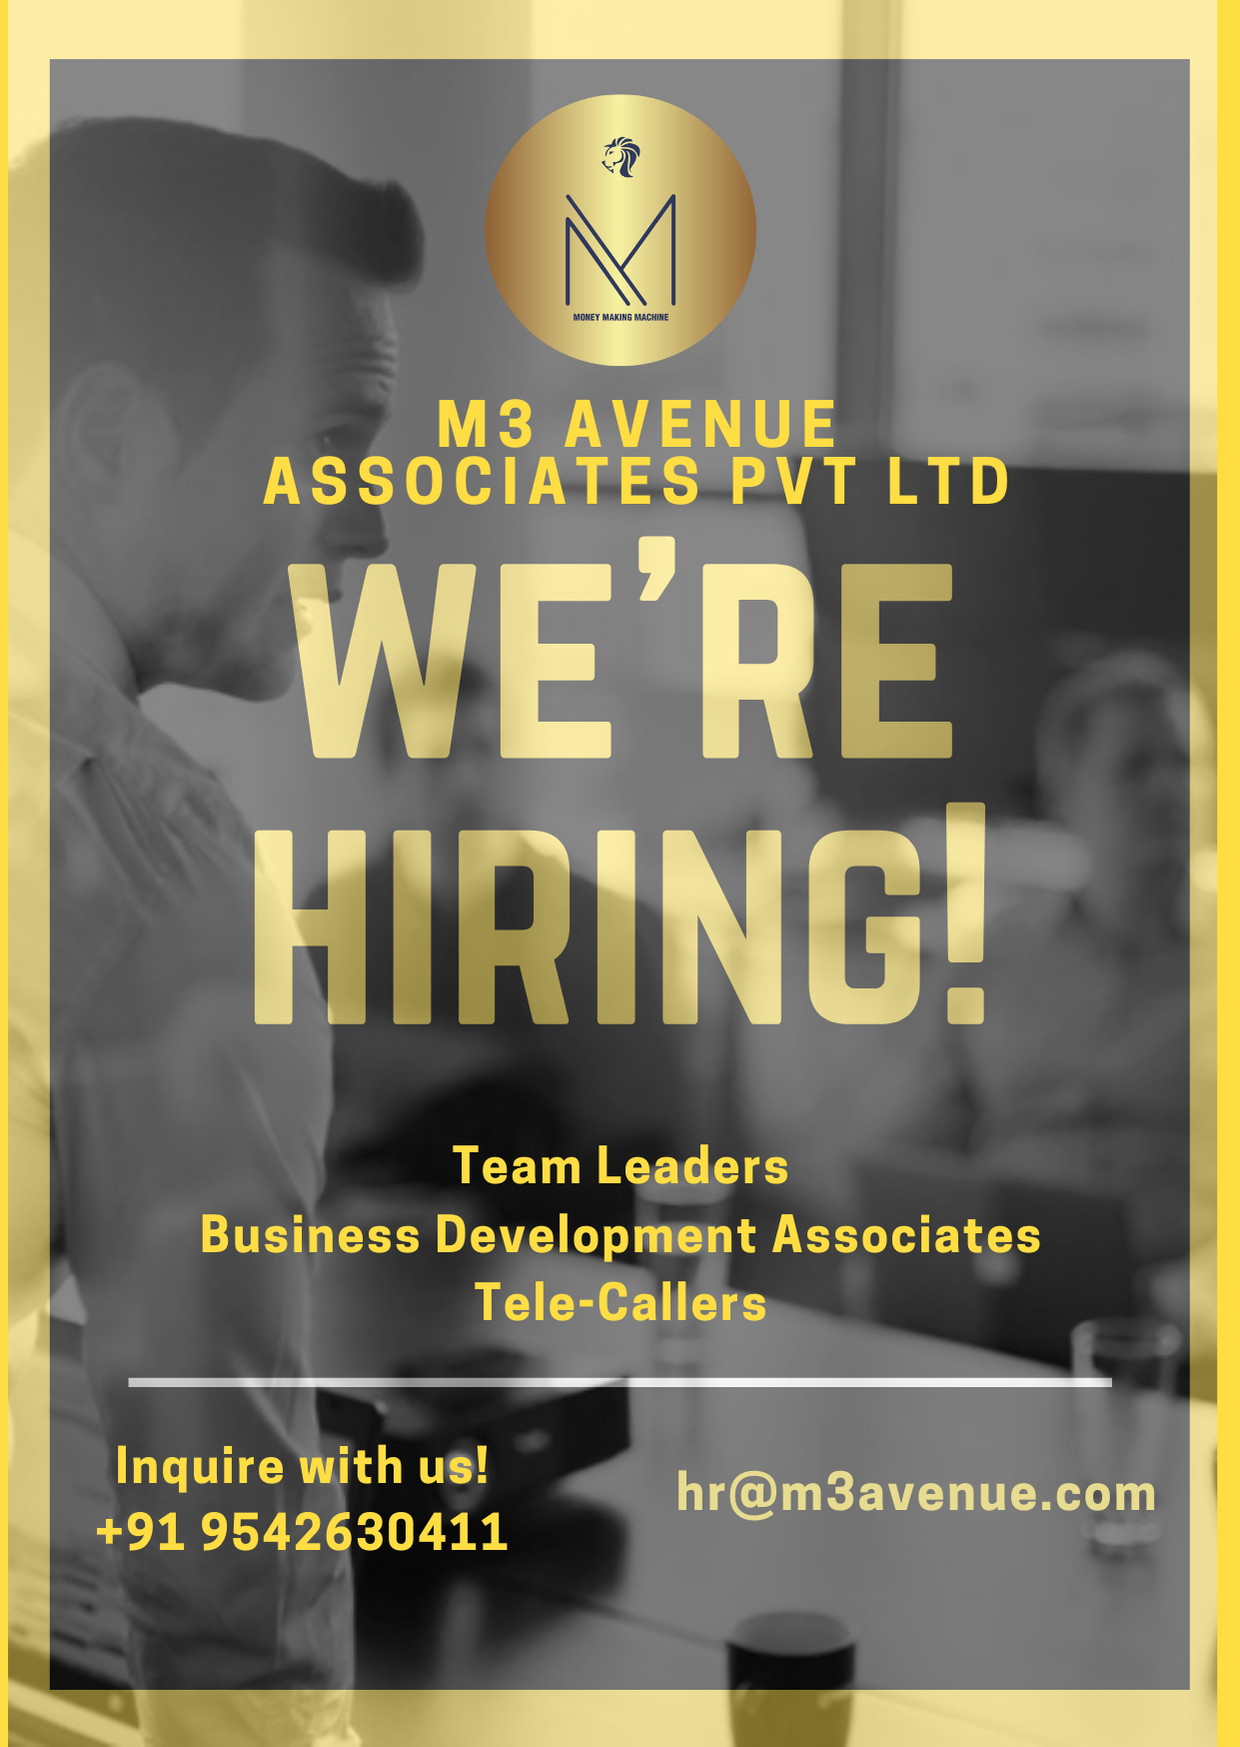 MONEY MAKING MACHINE
M3 AVENUE
ASSOCIATES PVT LTD
WE'RE
HIRING!
Team Leaders
Business Development Associates
Tele-Callers
Inquire with us!
+91 9542630411
hr@m3avenue.com